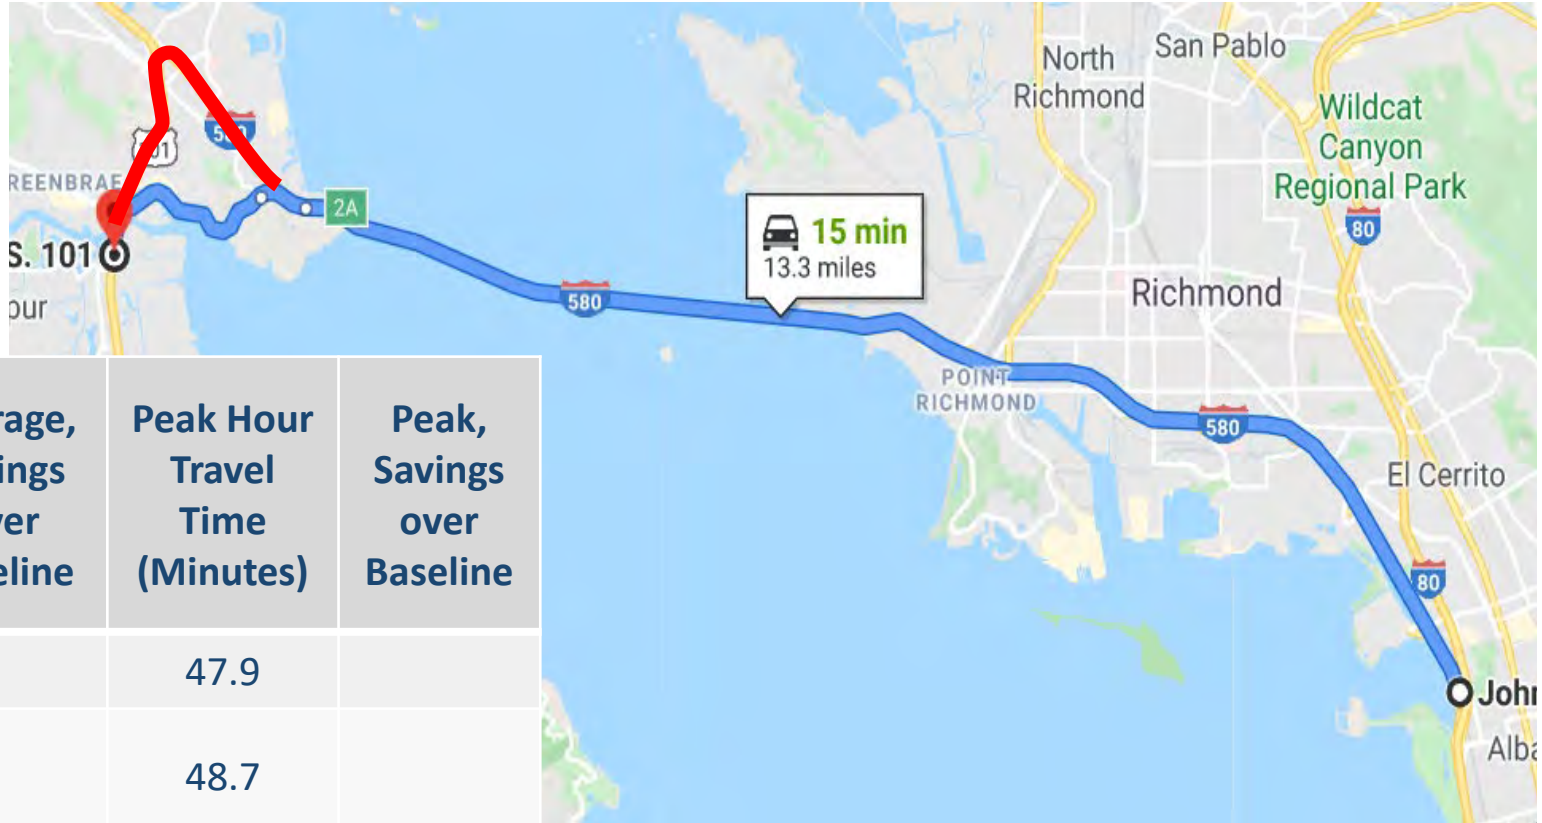 North
Richmond
San Pablo
Wildcat
Canyon
Regional Park
580
101
REENBRAE
2A
15 min
13.3 miles
80
S. 101
580
Richmond
our
POINT
RICHMOND
580
El Cerrito
80
John
Alba
rage,
ings
ver
eline
Peak Hour
Travel
Time
(Minutes)
Peak,
Savings
over
Baseline
47.9
48.7